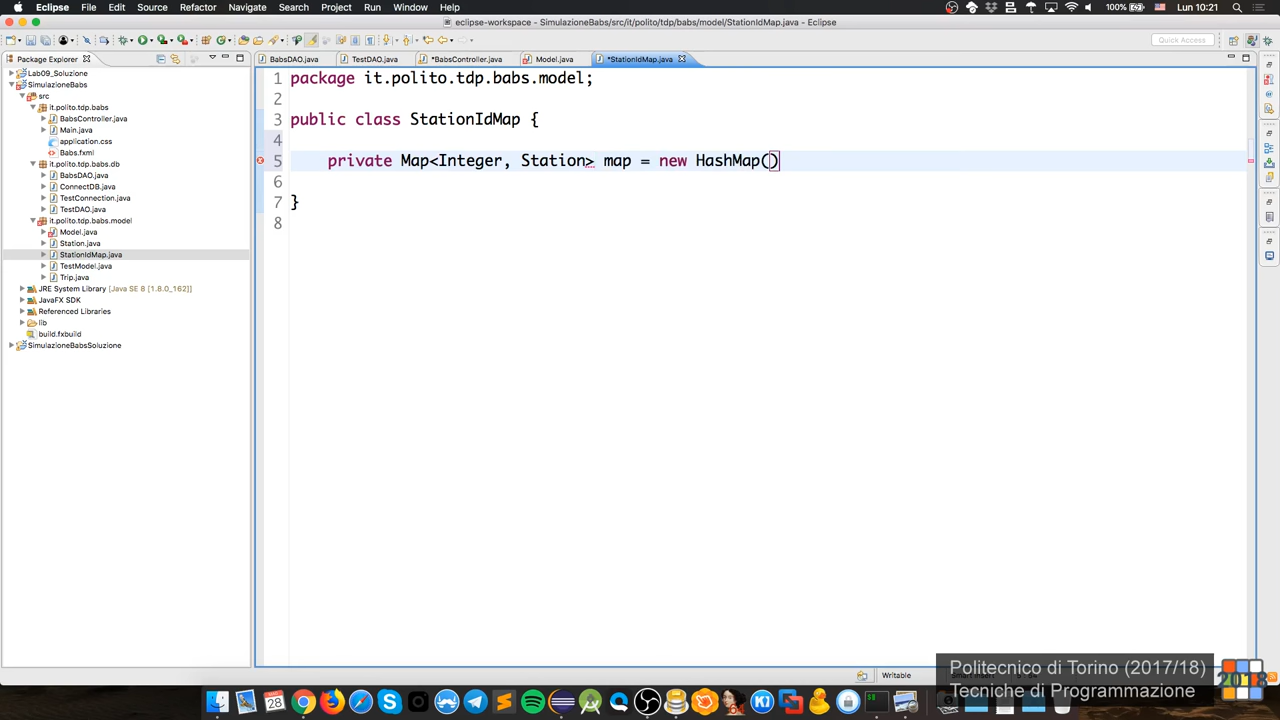 Eclipse File Edit Source Refactor Navigate Search Project Run Window Help
100% Lun 10:21
eclipse-workspace - SimulazioneBabs/src/it/polito/tdp/babs/model/StationIdMap.java - Eclipse
Quick Access
Package Explorer
BabsDAO.java TestDAO.java *BabsController.java Model.java *StationIdMap.java
Lab09_Soluzione
SimulazioneBabs
src
it.polito.tdp.babs
BabsController.java
Main.java
application.css
Babs.fxml
it.polito.tdp.babs.db
BabsDAO.java
ConnectDB.java
TestConnection.java
TestDAO.java
it.polito.tdp.babs.model
Model.java
Station.java
StationIdMap.java
TestModel.java
Trip.java
JRE System Library [Java SE 8 [1.8.0_162]]
JavaFX SDK
Referenced Libraries
lib
build.fxbuild
SimulazioneBabsSoluzione
1 package it.polito.tdp.babs.model;
2
3 public class StationIdMap {
4
5 private Map<Integer, Station> map = new HashMap()
6
7 }
8
Writable
Politecnico di Torino (2017/18)
Tecniche di Programmazione
2018